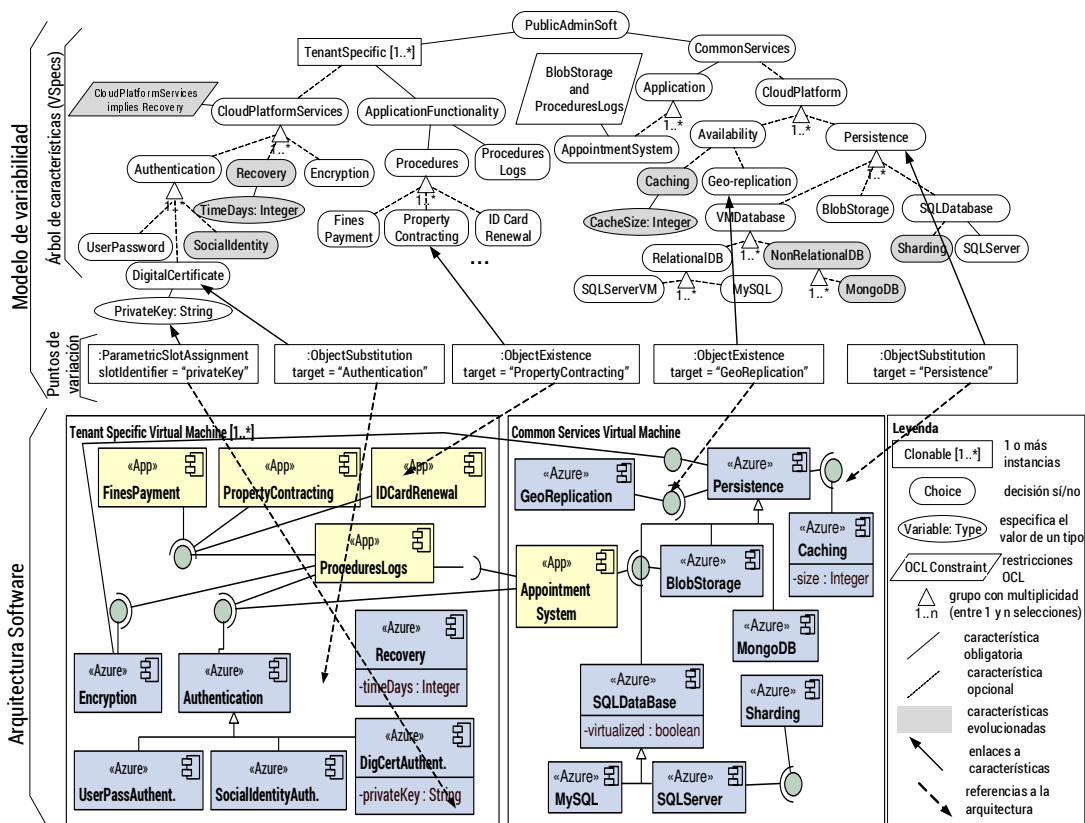 Modelo de variabilidad
Árbol de características (VSpecs)
Puntos de
variación
Arquitectura Software
PublicAdminSoft
TenantSpecific [1..*]
CommonServices
CloudPlatformServices
implies Recovery
BlobStorage
and
ProceduresLogs
Application
CloudPlatform
CloudPlatformServices
ApplicationFunctionality
1..*
1..*
1..*
AppointmentSystem
Availability
Persistence
Authentication
Recovery
Encryption
Procedures
Procedures
Logs
1..*
Caching
Geo-replication
1..*
1..*
TimeDays: Integer
1..*
CacheSize: Integer
VMDatabase
BlobStorage
SQLDatabase
UserPassword
SocialIdentity
Fines
Payment
Property
Contracting
ID Card
Renewal
...
Sharding
SQLServer
DigitalCertificate
RelationalDB
1..*
NonRelationalDB
PrivateKey: String
SQLServerVM
1..*
MySQL
1..*
MongoDB
:ParametricSlotAssignment
slotIdentifier = “privateKey”
:ObjectSubstitution
target = “Authentication”
:ObjectExistence
target = “PropertyContracting”
:ObjectExistence
target = “GeoReplication”
:ObjectSubstitution
target = “Persistence”
Tenant Specific Virtual Machine [1..*]
«App»
FinesPayment
«App»
PropertyContracting
«App»
IDCardRenewal
«App»
ProceduresLogs
«Azure»
Encryption
«Azure»
Authentication
«Azure»
Recovery
-timeDays : Integer
«Azure»
UserPassAuthent.
«Azure»
SocialIdentityAuth.
«Azure»
DigCertAuthent.
-privateKey : String
Common Services Virtual Machine
«Azure»
GeoReplication
«Azure»
Persistence
«App»
Appointment
System
«Azure»
BlobStorage
«Azure»
Caching
-size : Integer
«Azure»
MongoDB
«Azure»
SQLDataBase
-virtualized : boolean
«Azure»
Sharding
«Azure»
MySQL
«Azure»
SQLServer
Leyenda
Clonable [1..*]
1 o más
instancias
Choice
decisión sí/no
Variable: Type
especifica el
valor de un tipo
OCL Constraint
restricciones
OCL
1..n
grupo con multiplicidad
(entre 1 y n selecciones)
característica
obligatoria
característica
opcional
características
evolucionadas
enlaces a
características
referencias a la
arquitectura